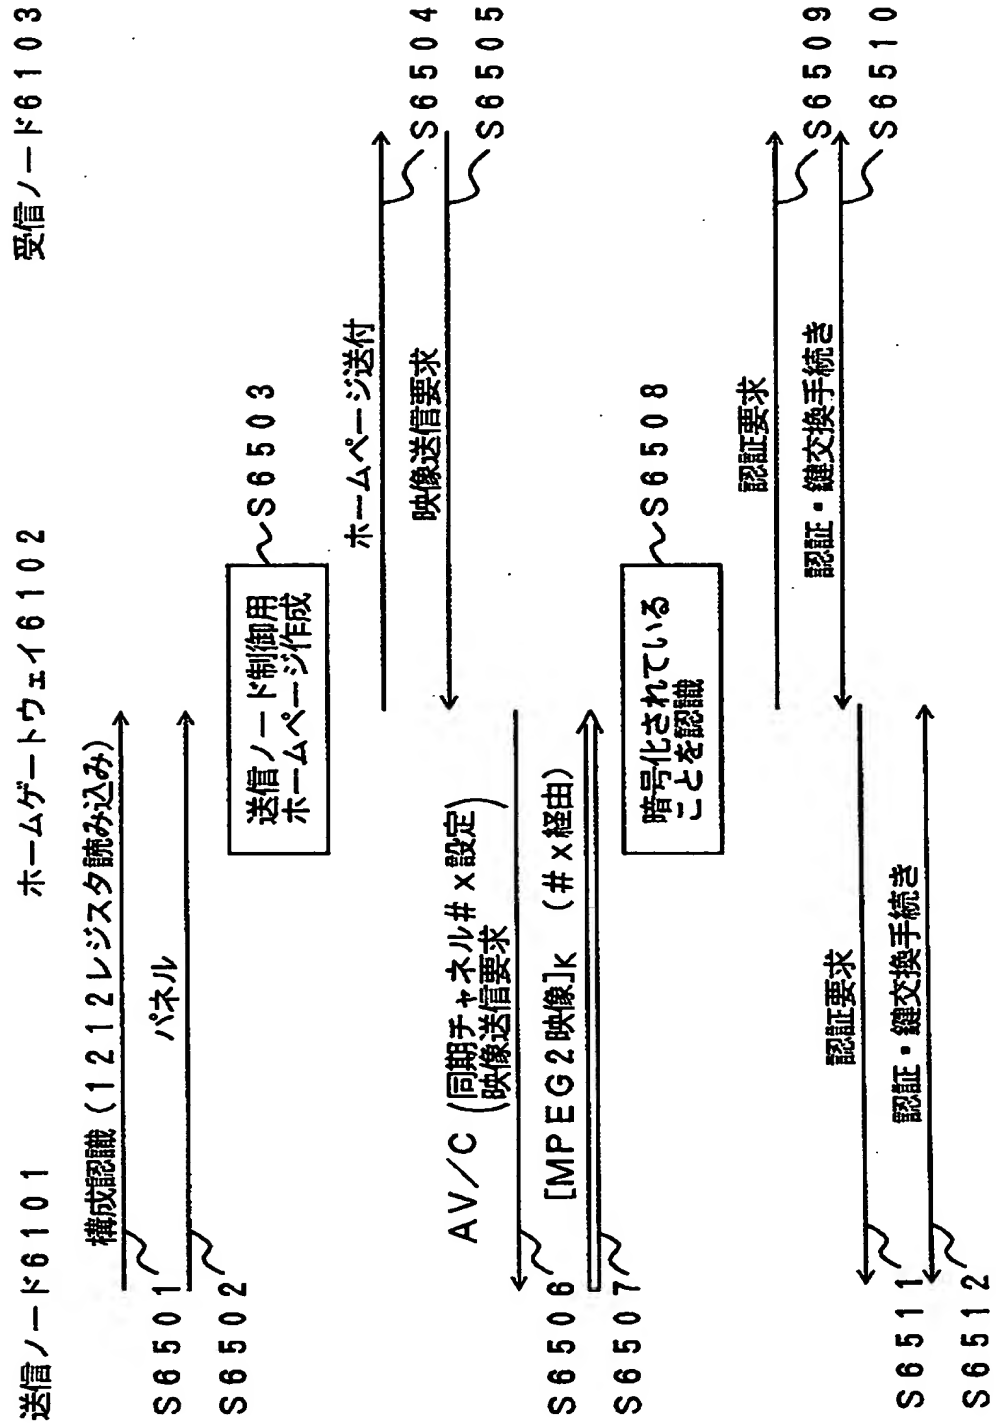 送信ノード6101
ホームゲートウェイ6102
受信ノード6103
構成認識(1212レジスタ読み込み)
S6501
パネル
S6502
送信ノード制御用
ホームページ作成
S6503
ホームページ送付
S6504
映像送信要求
S6505
AV/C(同期チャネル#x設定)
映像送信要求
S6506
[MPEG2映像]K (#x経由)
S6507
暗号化されている
ことを認識
S6508
認証要求
S6509
認証・鍵交換手続き
S6510
認証要求
S6511
認証・鍵交換手続き
S6512